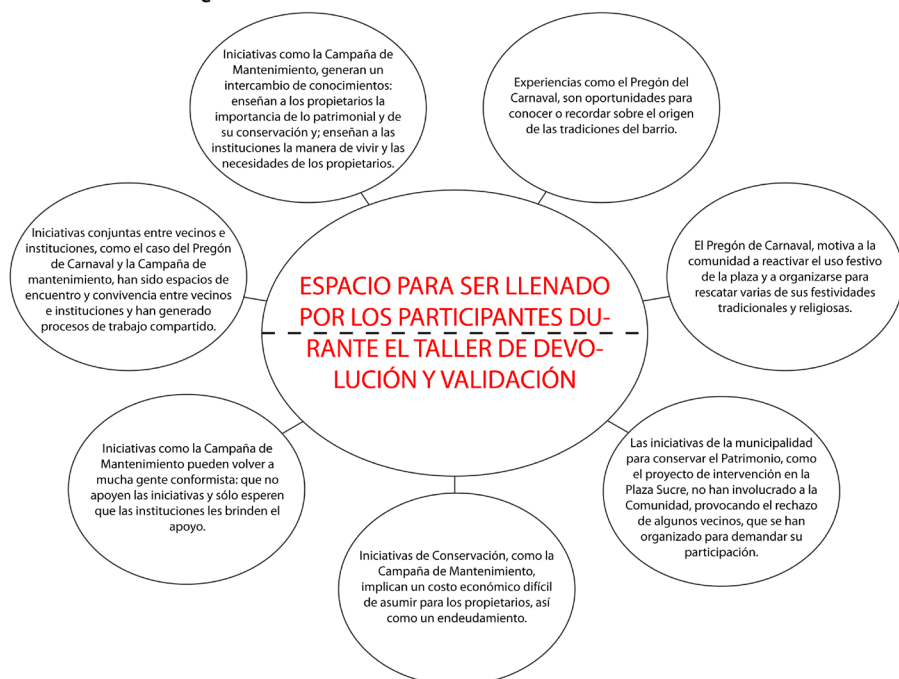 Iniciativas como la Campaña de
Mantenimiento, generan un
intercambio de conocimientos:
enseñan a los propietarios la
importancia de lo patrimonial y de
su conservación y; enseñan a las
instituciones la manera de vivir y las
necesidades de los propietarios.
Experiencias como el Pregón del
Carnaval, son oportunidades para
conocer o recordar sobre el origen
de las tradiciones del barrio.
Iniciativas conjuntas entre vecinos e
instituciones, como el caso del Pregón
de Carnaval y la Campaña de
mantenimiento, han sido espacios de
encuentro y convivencia entre vecinos
e instituciones y han generado
procesos de trabajo compartido.
El Pregón de Carnaval, motiva a la
comunidad a reactivar el uso festivo
de la plaza y a organizarse para
rescatar varias de sus festividades
tradicionales y religiosas.
ESPACIO PARA SER LLENADO
POR LOS PARTICIPANTES DU-
RANTE EL TALLER DE DEVO-
LUCIÓN Y VALIDACIÓN
Iniciativas como la Campaña de
Mantenimiento pueden volver a
mucha gente conformista: que no
apoyen las iniciativas y sólo esperen
que las instituciones les brinden el
apoyo.
Las iniciativas de la municipalidad
para conservar el Patrimonio, como
el proyecto de intervención en la
Plaza Sucre, no han involucrado a la
Comunidad, provocando el rechazo
de algunos vecinos, que se han
organizado para demandar su
participación.
Iniciativas de Conservación, como la
Campaña de Mantenimiento,
implican un costo económico difícil
de asumir para los propietarios, así
como un endeudamiento.